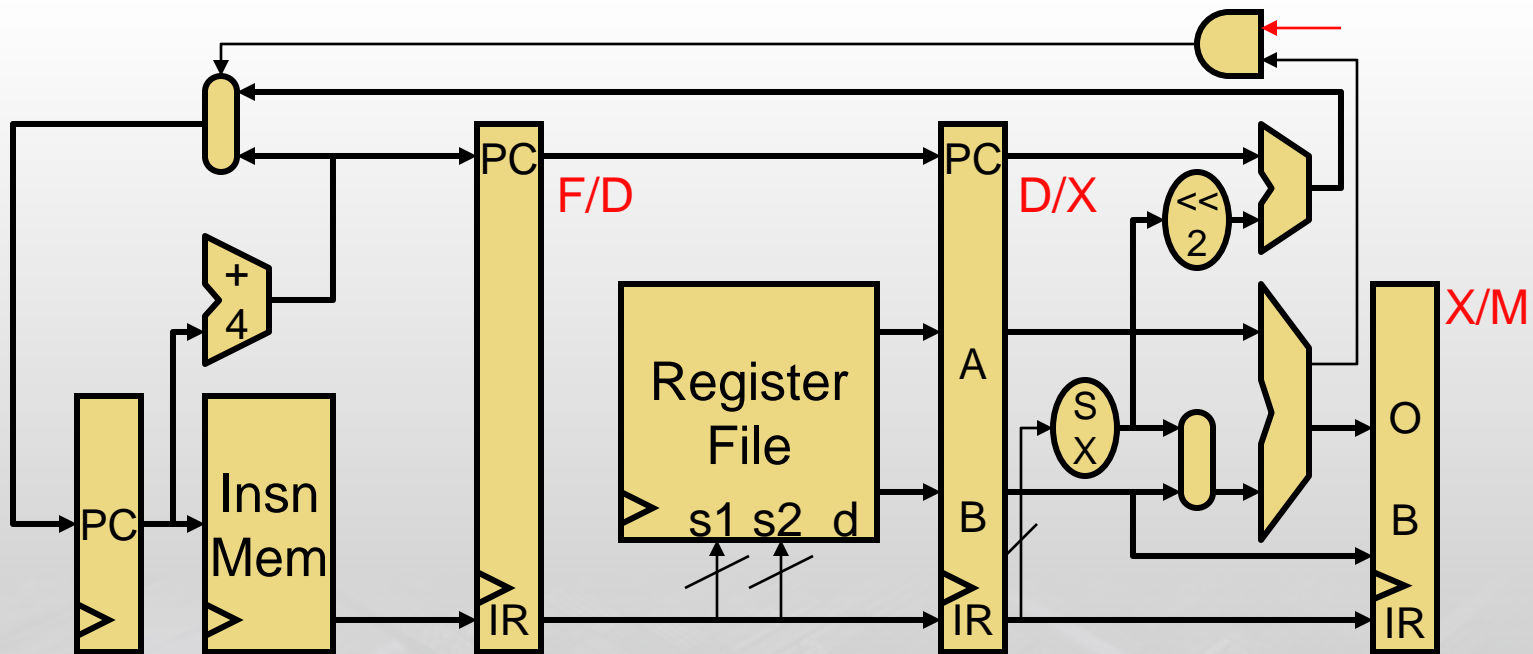 PC
F/D
PC
D/X
<<
2
+
4
X/M
Register
File
s1 s2 d
A
S
X
O
PC
Insn
Mem
B
B
IR
IR
IR